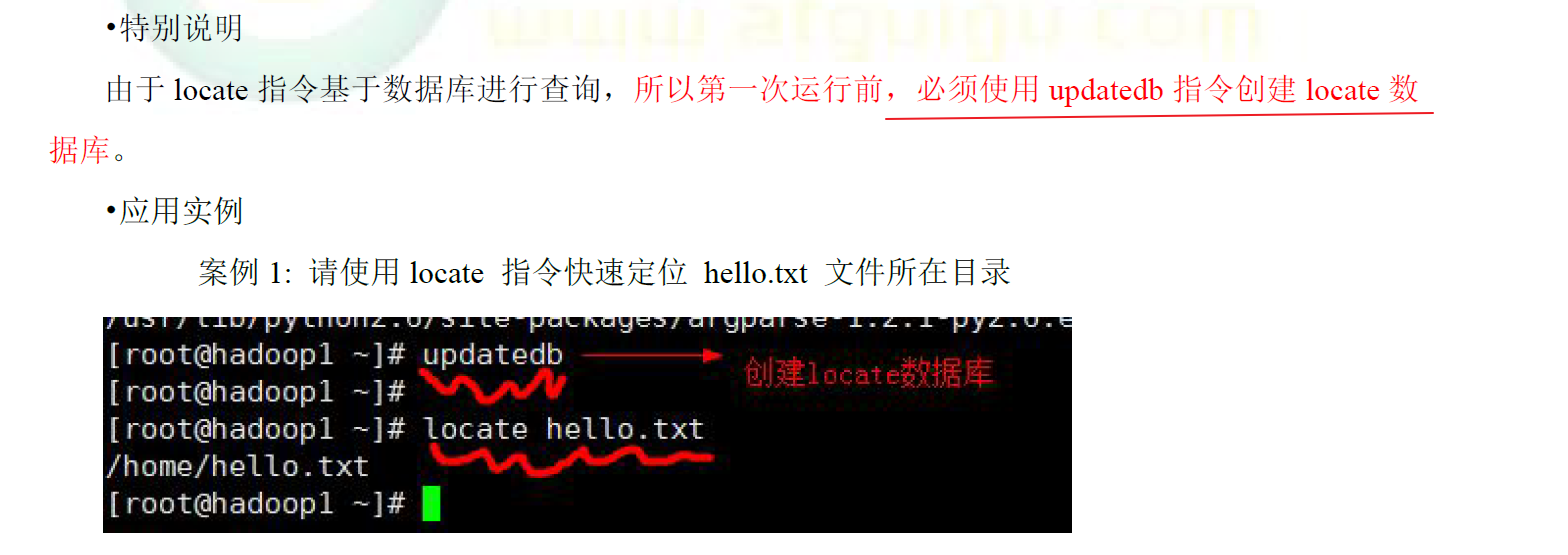 •特别说明
www.atguigu.com
由于 locate 指令基于数据库进行查询，所以第一次运行前，必须使用 updatedb 指令创建 locate 数
据库。
•应用实例
案例 1: 请使用 locate 指令快速定位 hello.txt 文件所在目录
/usr/lib/python2.6/site-packages/argparse-1.2.1-py2.6.e
[root@hadoop1 ~]# updatedb 创建locate数据库
[root@hadoop1 ~]#
[root@hadoop1 ~]# locate hello.txt
/home/hello.txt
[root@hadoop1 ~]#